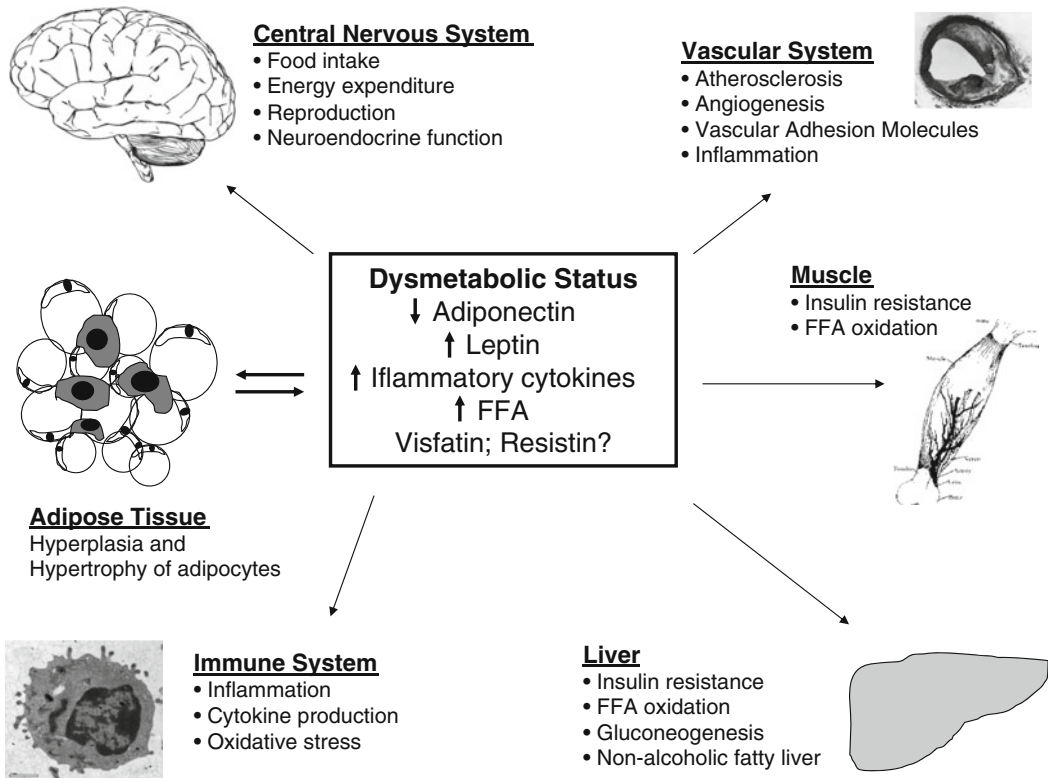 Central Nervous System
• Food intake
• Energy expenditure
• Reproduction
• Neuroendocrine function
Vascular System
• Atherosclerosis
• Angiogenesis
• Vascular Adhesion Molecules
• Inflammation
Dysmetabolic Status
↓ Adiponectin
↑ Leptin
↑ Iflammatory cytokines
↑ FFA
Visfatin; Resistin?
Muscle
• Insulin resistance
• FFA oxidation
Adipose Tissue
Hyperplasia and
Hypertrophy of adipocytes
Immune System
• Inflammation
• Cytokine production
• Oxidative stress
Liver
• Insulin resistance
• FFA oxidation
• Gluconeogenesis
• Non-alcoholic fatty liver